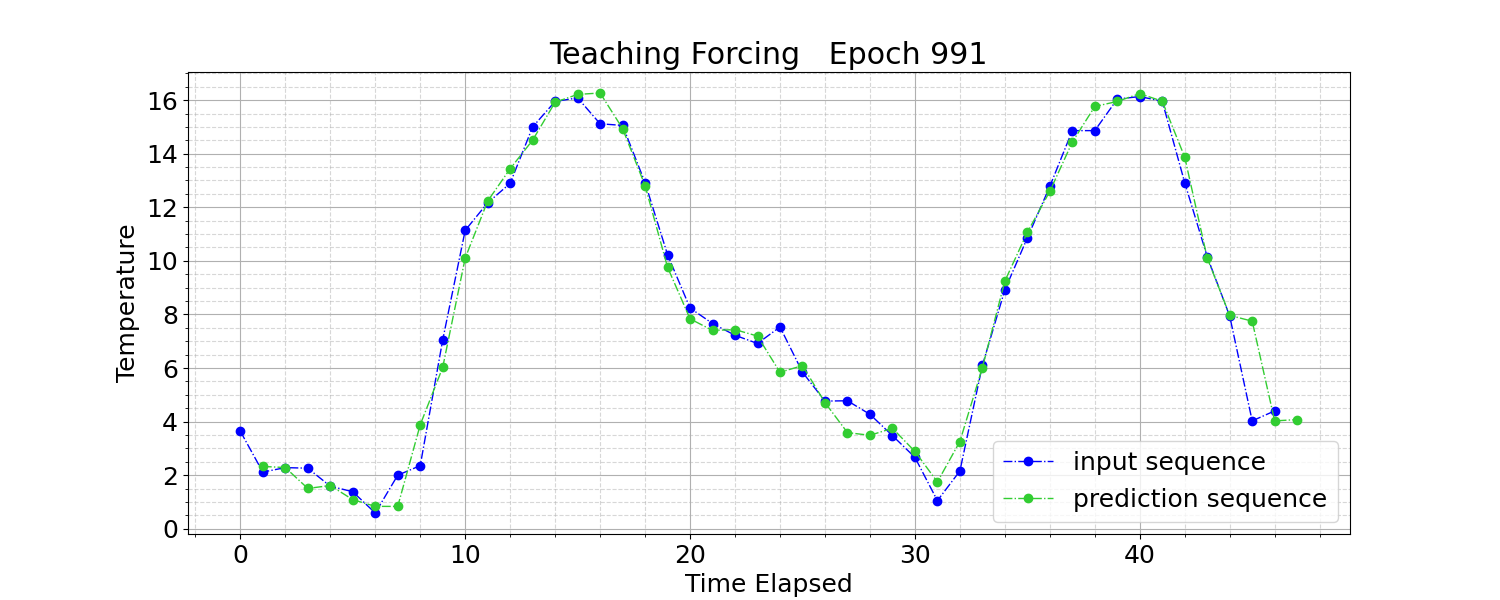 Teaching Forcing   Epoch 991
Temperature
16
14
12
10
8
6
4
2
0
input sequence
prediction sequence
0 10 20 30 40
Time Elapsed